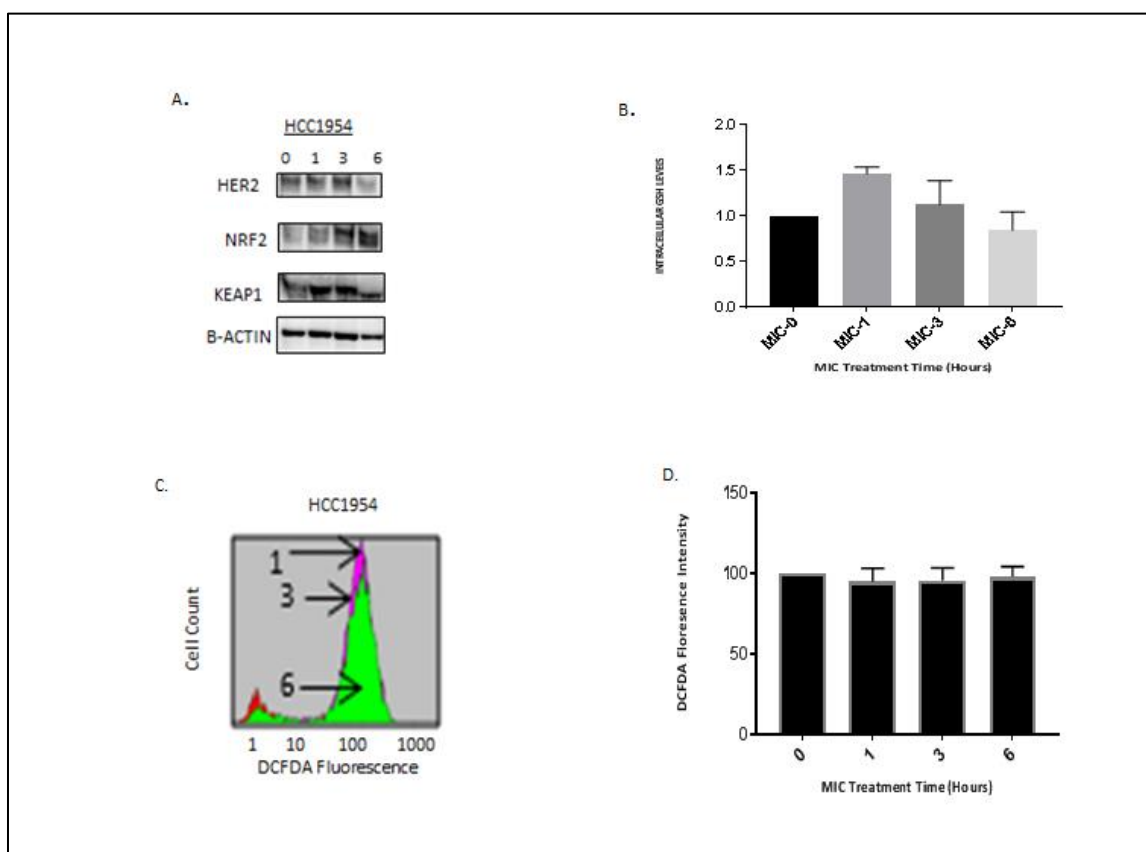 A.
HCC1954
0 1 3 6
HER2
NRF2
KEAP1
B-ACTIN
B.
INTRACELLULAR GSH LEVELS
2.0
1.5
1.0
0.5
0.0
MIC-0 MIC-1 MIC-3 MIC-6
MIC Treatment Time (Hours)
C.
HCC1954
Cell Count
1
3
6
1 10 100 1000
DCFDA Fluorescence
D.
DCFDA Floresence Intensity
150
100
50
0
0 1 3 6
MIC Treatment Time (Hours)